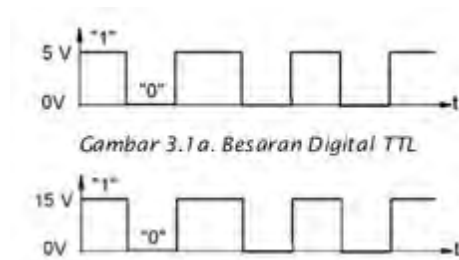 "1"
5 V
"0"
0V
t
Gambar 3.1a. Besaran Digital TTL
"1"
15 V
"0"
0V
t